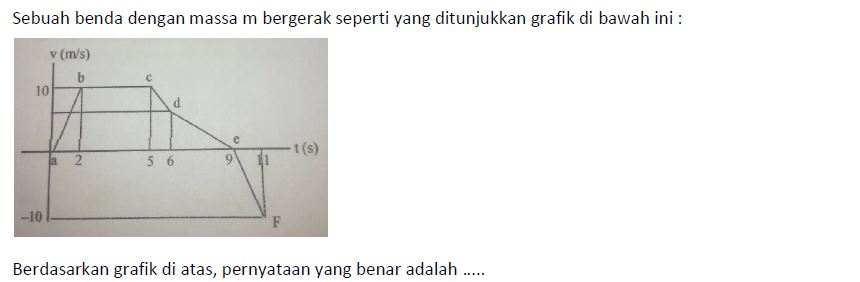 Sebuah benda dengan massa m bergerak seperti yang ditunjukkan grafik di bawah ini :
v (m/s)
b c
10
d
e
t (s)
a 2 5 6 9 11
-10
F
Berdasarkan grafik di atas, pernyataan yang benar adalah .....